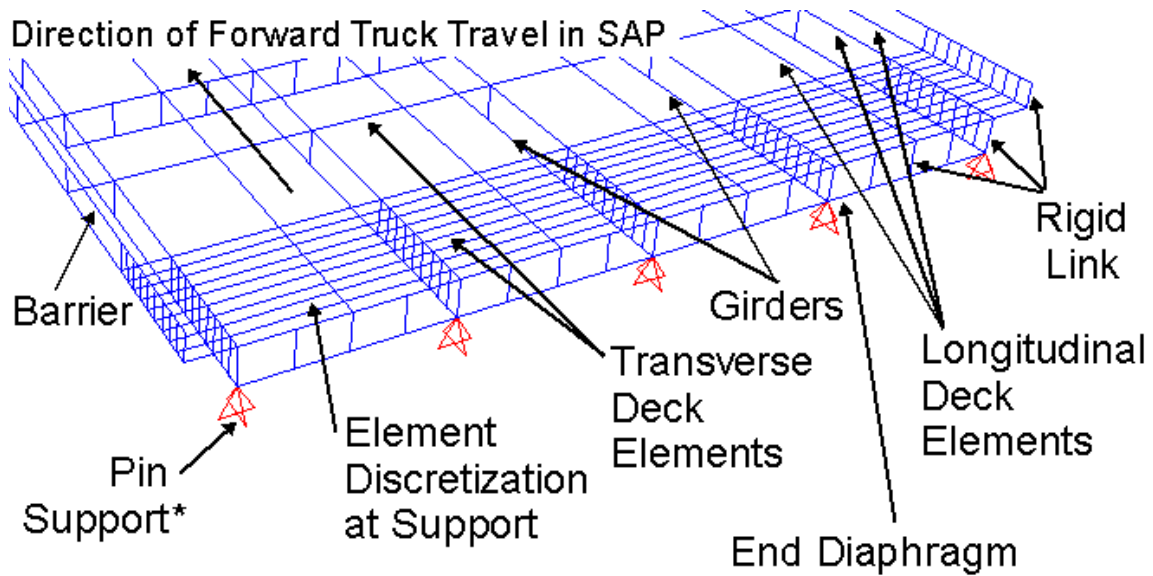 Direction of Forward Truck Travel in SAP
Barrier
Pin
Support*
Element
Discretization
at Support
Transverse
Deck
Elements
Girders
End Diaphragm
Longitudinal
Deck
Elements
Rigid
Link